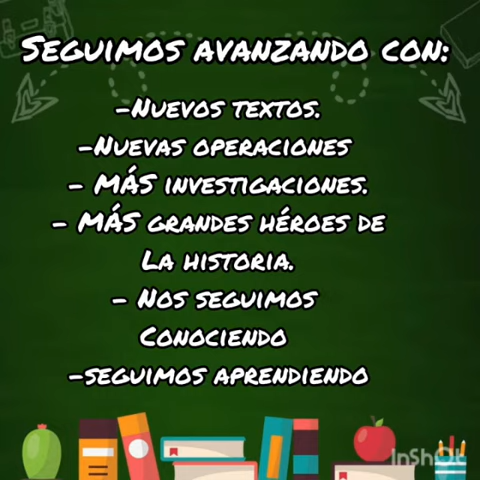 Seguimos avanzando con:
-Nuevos textos.
-Nuevas operaciones
- MÁS investigaciones.
- MÁS grandes héroes de
La historia.
- Nos seguimos
Conociendo
-seguimos aprendiendo
InShOt